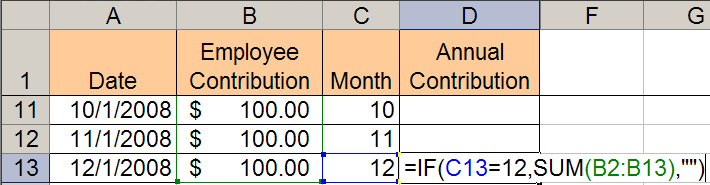 A B C D F G
Employee Annual
1 Date Contribution Month Contribution
11 10/1/2008 $ 100.00 10
12 11/1/2008 $ 100.00 11
13 12/1/2008 $ 100.00 12 =IF(C13=12,SUM(B2:B13),"")